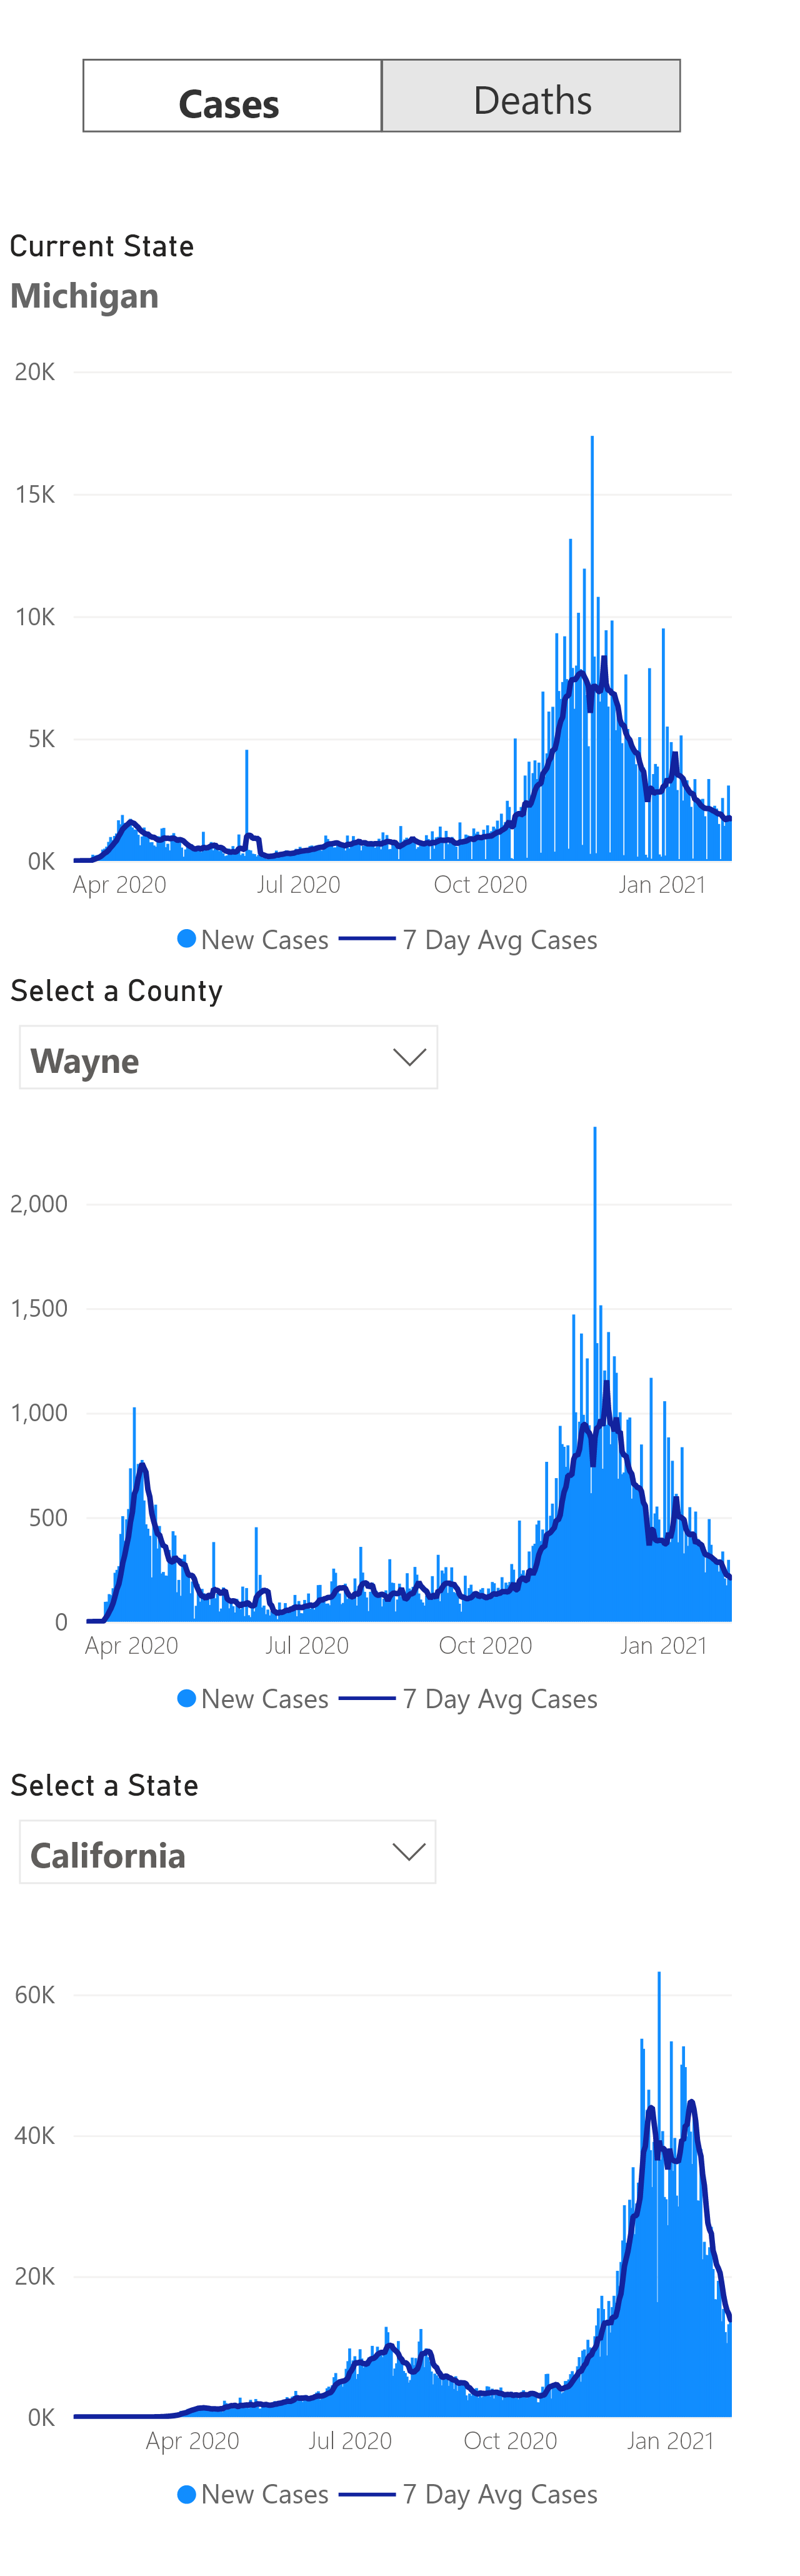 Cases Deaths
Current State
Michigan
20K
15K
10K
5K
0K
Apr 2020 Jul 2020 Oct 2020 Jan 2021
New Cases 7 Day Avg Cases
Select a County
Wayne
2,000
1,500
1,000
500
0
Apr 2020 Jul 2020 Oct 2020 Jan 2021
New Cases 7 Day Avg Cases
Select a State
California
60K
40K
20K
0K
Apr 2020 Jul 2020 Oct 2020 Jan 2021
New Cases 7 Day Avg Cases